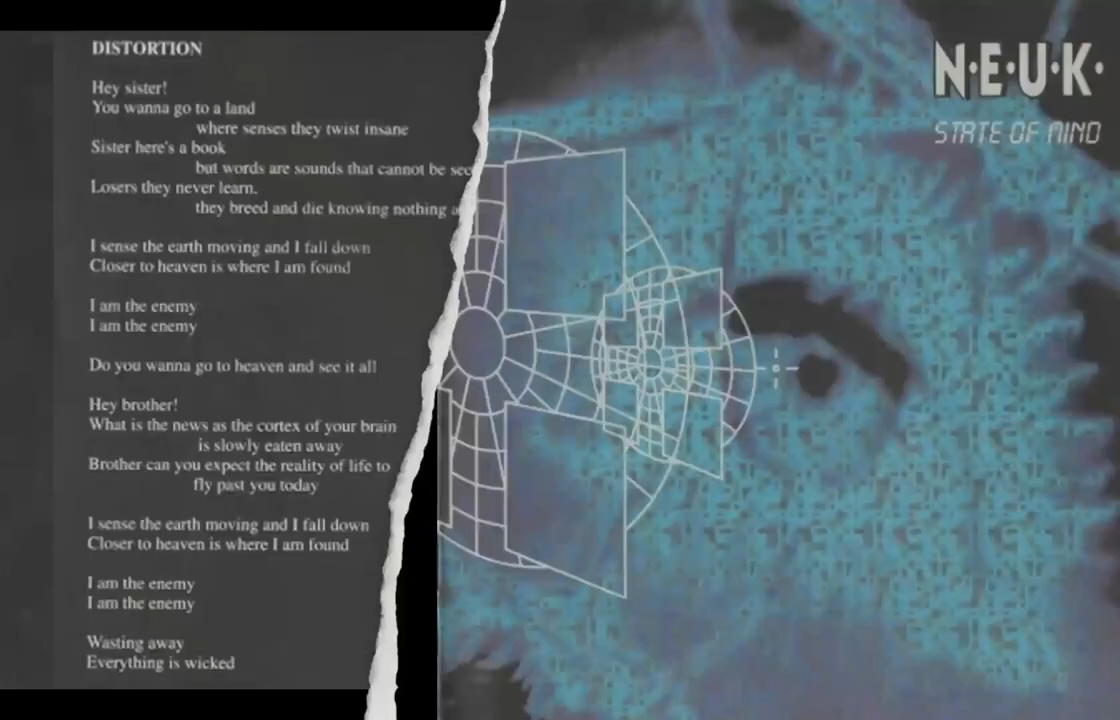 DISTORTION
Hey sister!
You wanna go to a land
where senses they twist insane
Sister here's a book
but words are sounds that cannot be
Losers they never learn.
they breed and die knowing nothing
I sense the earth moving and I fall down
Closer to heaven is where I am found
I am the enemy
I am the enemy
Do you wanna go to heaven and see it all
Hey brother!
What is the news as the cortex of your brain
is slowly eaten away
Brother can you expect the reality of life to
fly past you today
I sense the earth moving and I fall down
Closer to heaven is where I am found
I am the enemy
I am the enemy
Wasting away
Everything is wicked
N·E·U·K·
STATE OF MIND